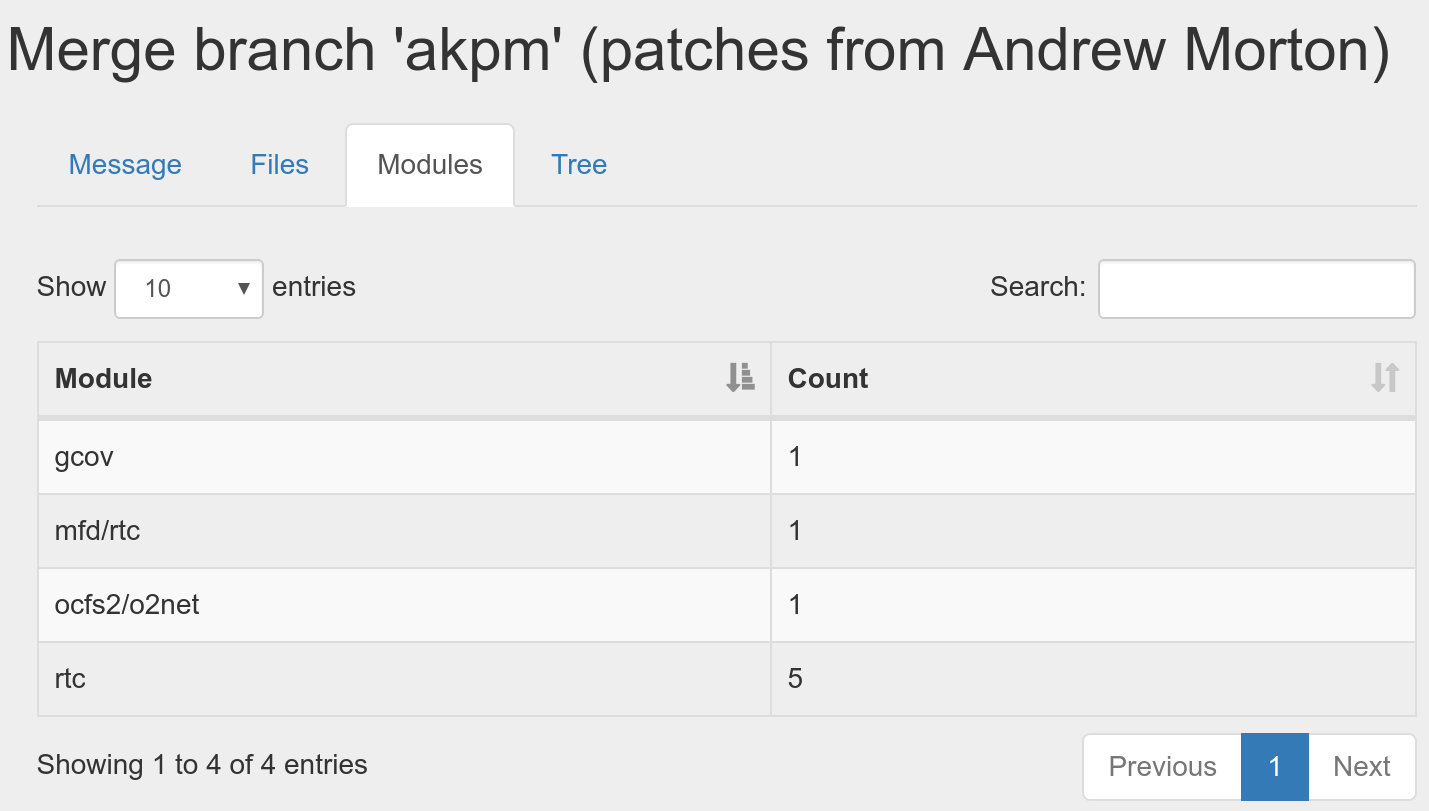 Merge branch 'akpm' (patches from Andrew Morton)
Message Files Modules Tree
Show 10 entries Search:
Module Count
gcov 1
mfd/rtc 1
ocfs2/o2net 1
rtc 5
Showing 1 to 4 of 4 entries Previous 1 Next